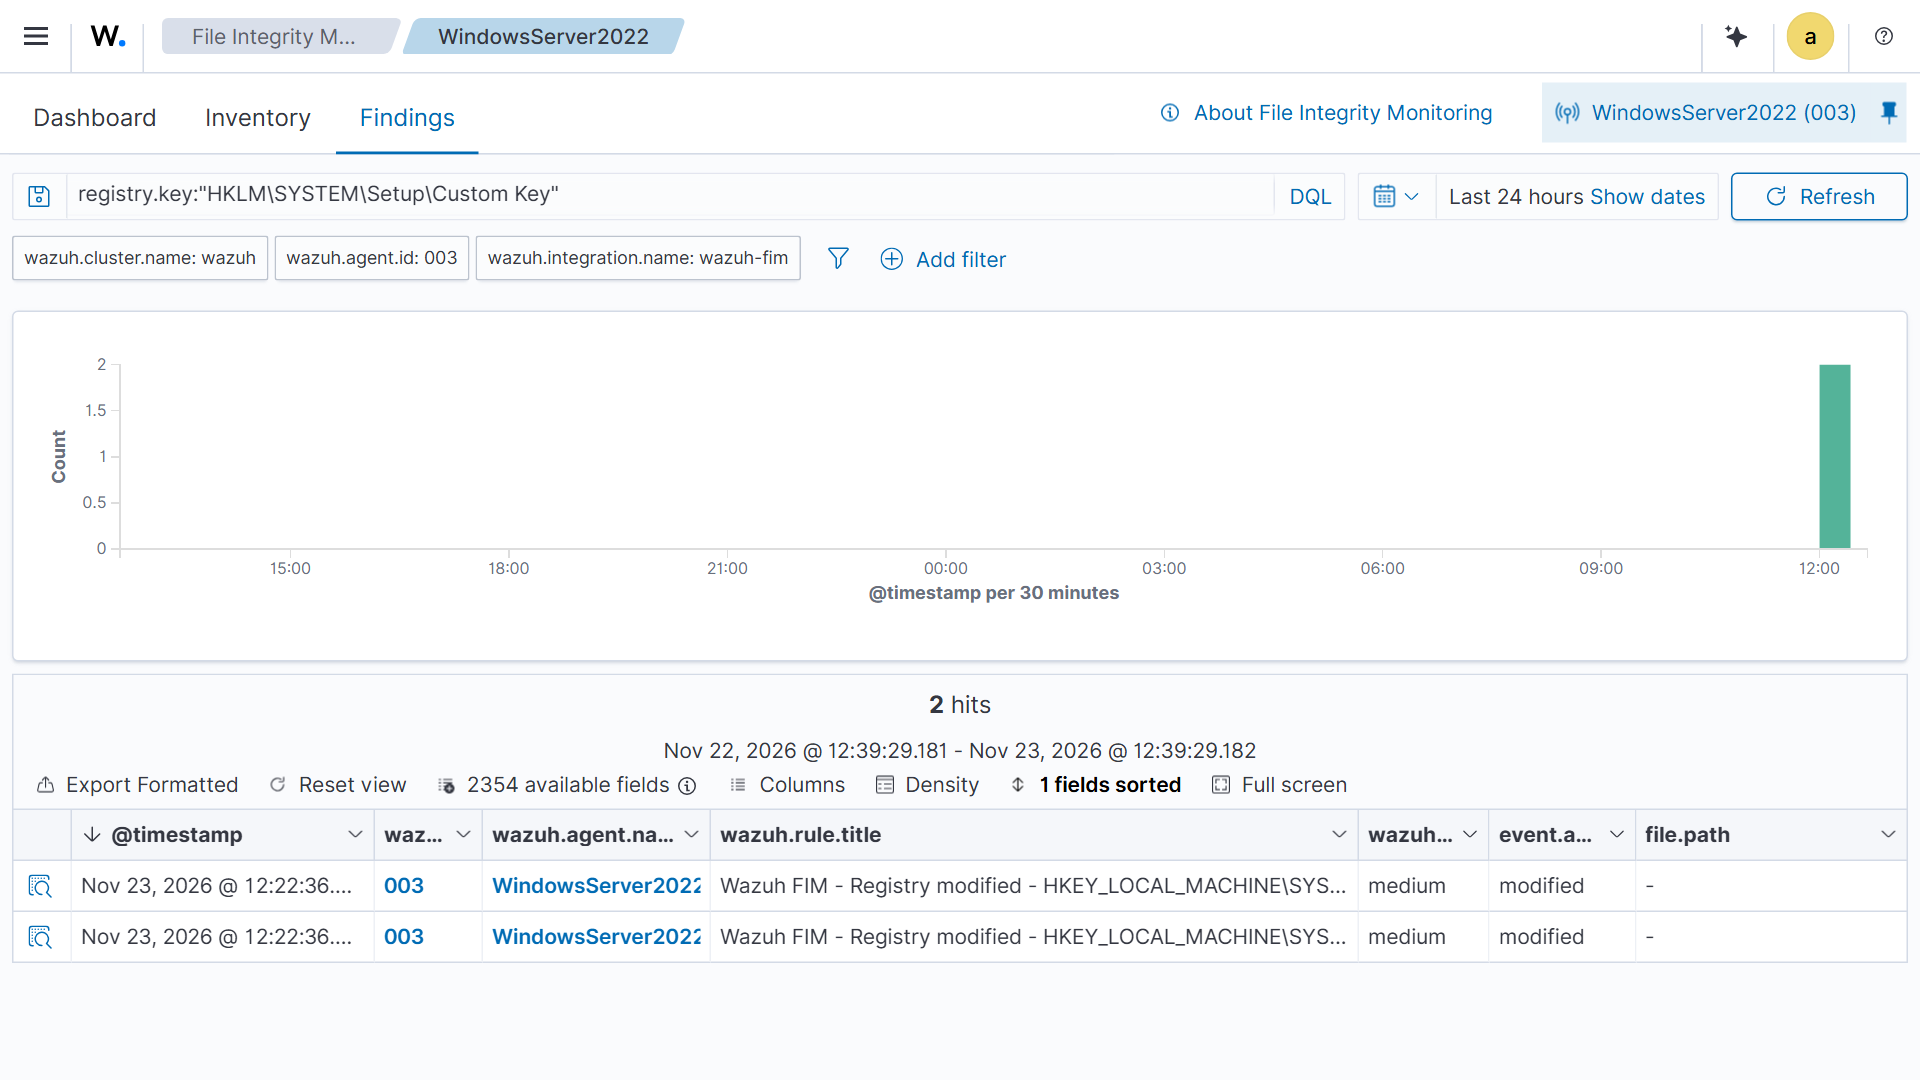 W.
File Integrity M...
WindowsServer2022
a
Dashboard
Inventory
Findings
About File Integrity Monitoring
WindowsServer2022 (003)
registry.key:"HKLM\SYSTEM\Setup\Custom Key"
DQL
Last 24 hours Show dates
Refresh
wazuh.cluster.name: wazuh
wazuh.agent.id: 003
wazuh.integration.name: wazuh-fim
Add filter
2
1.5
1
0.5
0
Count
15:00
18:00
21:00
00:00
03:00
06:00
09:00
12:00
@timestamp per 30 minutes
2 hits
Nov 22, 2026 @ 12:39:29.181 - Nov 23, 2026 @ 12:39:29.182
Export Formatted
Reset view
2354 available fields
Columns
Density
1 fields sorted
Full screen
@timestamp
waz...
wazuh.agent.na...
wazuh.rule.title
wazuh...
event.a...
file.path
Nov 23, 2026 @ 12:22:36....
003
WindowsServer2022
Wazuh FIM - Registry modified - HKEY_LOCAL_MACHINE\SYS...
medium
modified
-
Nov 23, 2026 @ 12:22:36....
003
WindowsServer2022
Wazuh FIM - Registry modified - HKEY_LOCAL_MACHINE\SYS...
medium
modified
-